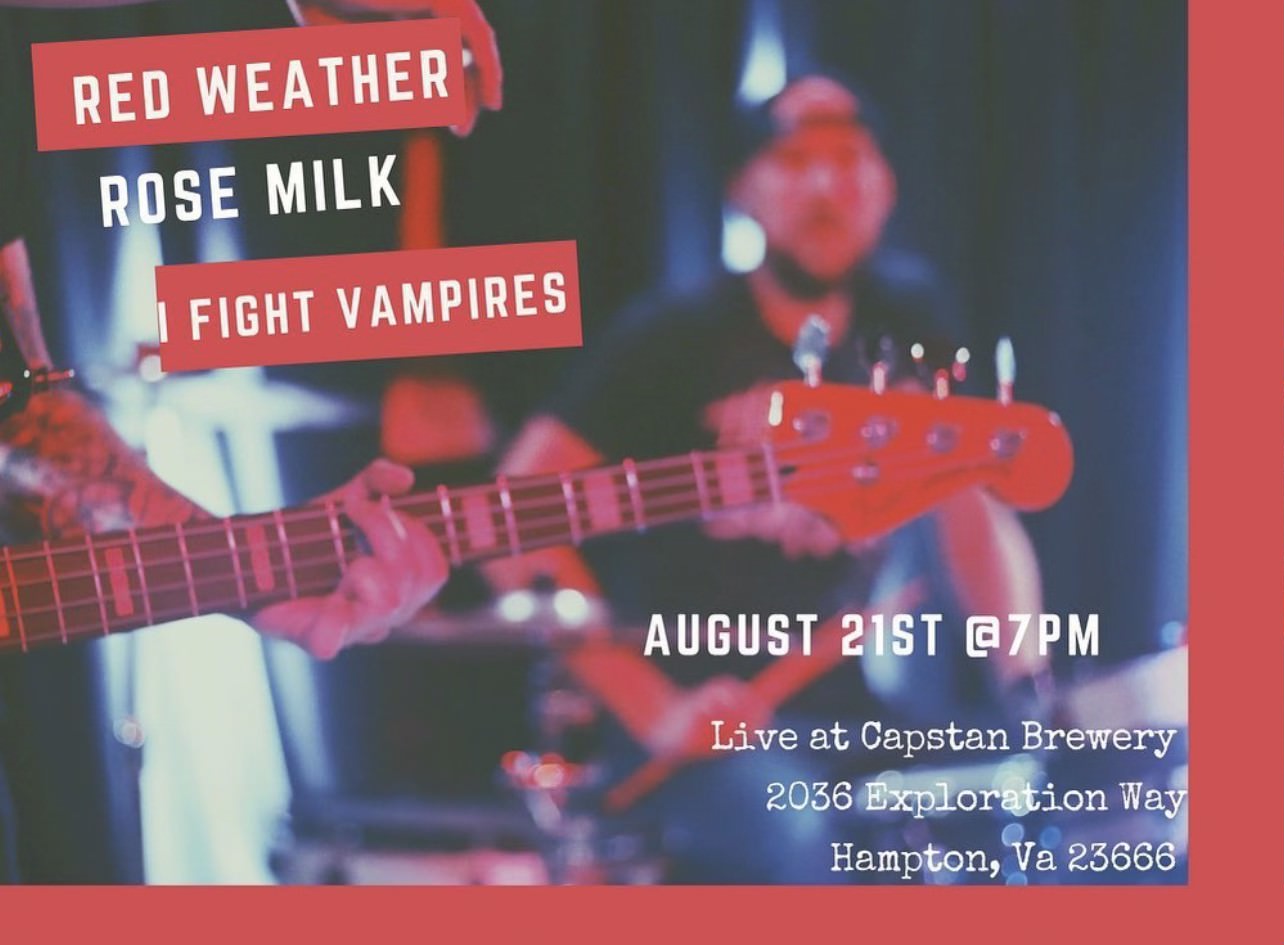 RED WEATHER
ROSE MILK
I FIGHT VAMPIRES
AUGUST 21ST @7PM
Live at Capstan Brewery
2036 Exploration Way
Hampton, Va 23666